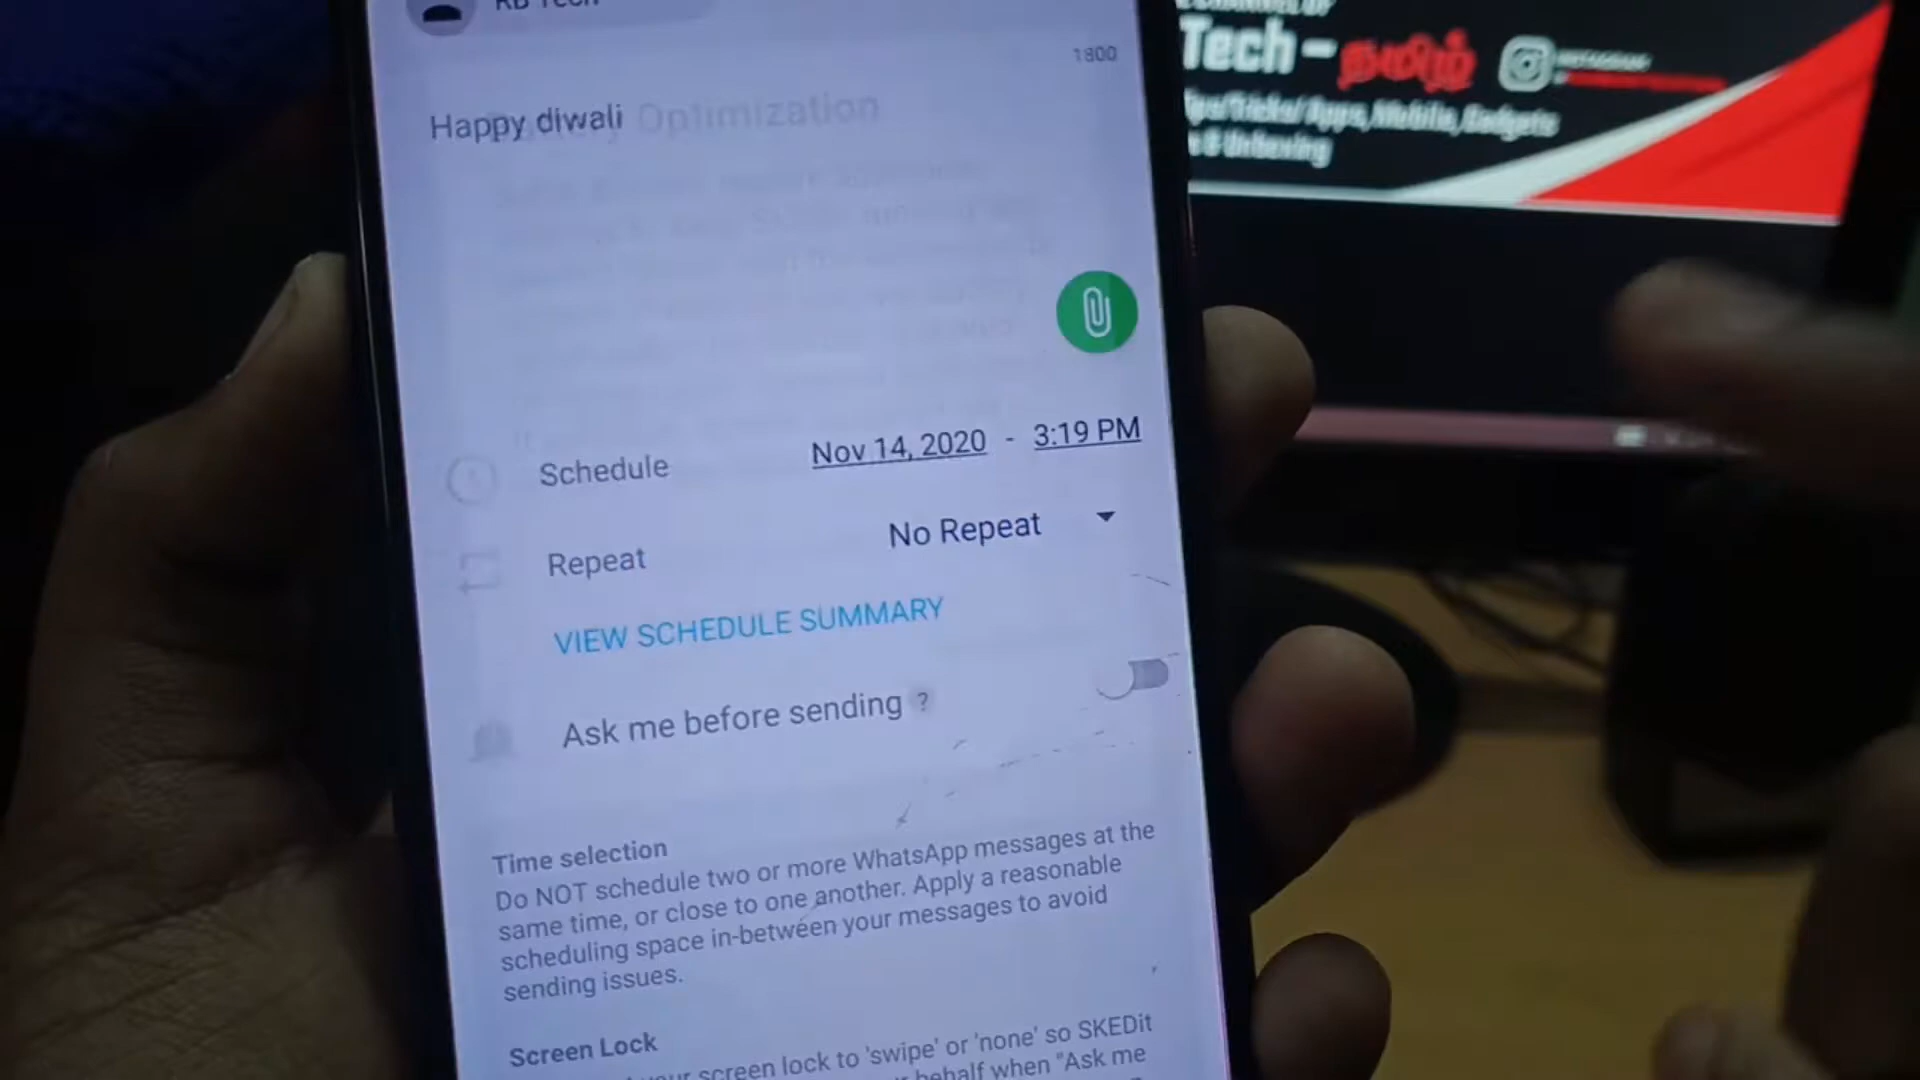 RB Tech
1800
Happy diwali
Optimization
Schedule
Nov 14, 2020 - 3:19 PM
Repeat
No Repeat
VIEW SCHEDULE SUMMARY
Ask me before sending ?
Time selection
Do NOT schedule two or more WhatsApp messages at the
same time, or close to one another. Apply a reasonable
scheduling space in-between your messages to avoid
sending issues.
Screen Lock
your screen lock to 'swipe' or 'none' so SKEDit
behalf when "Ask me
Tech - தமிழ்
Tips/Tricks/ Apps, Mobile, Gadgets
& Unboxing